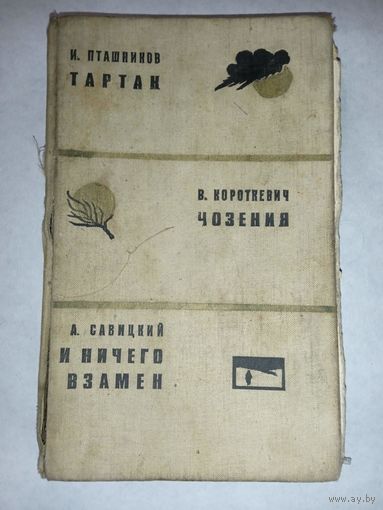 И. ПТАШНИКОВ
ТАРТАК
В. КОРОТКЕВИЧ
ЧОЗЕНИЯ
А. САВИЦКИЙ
И НИЧЕГО
ВЗАМЕН
www.ay.by